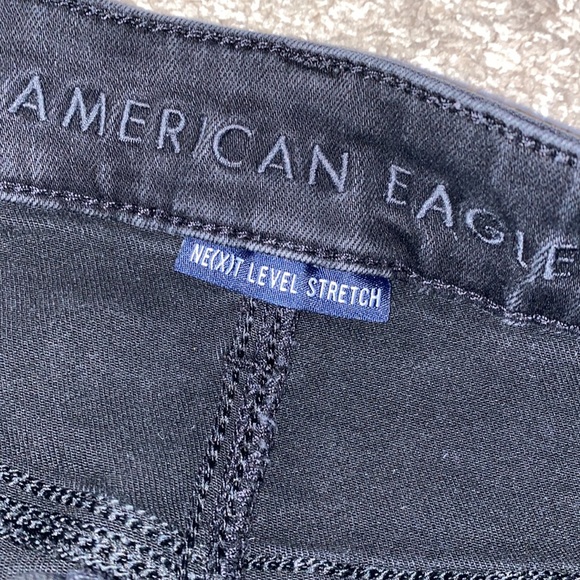 AMERICAN EAGLE
NE(X)T LEVEL STRETCH